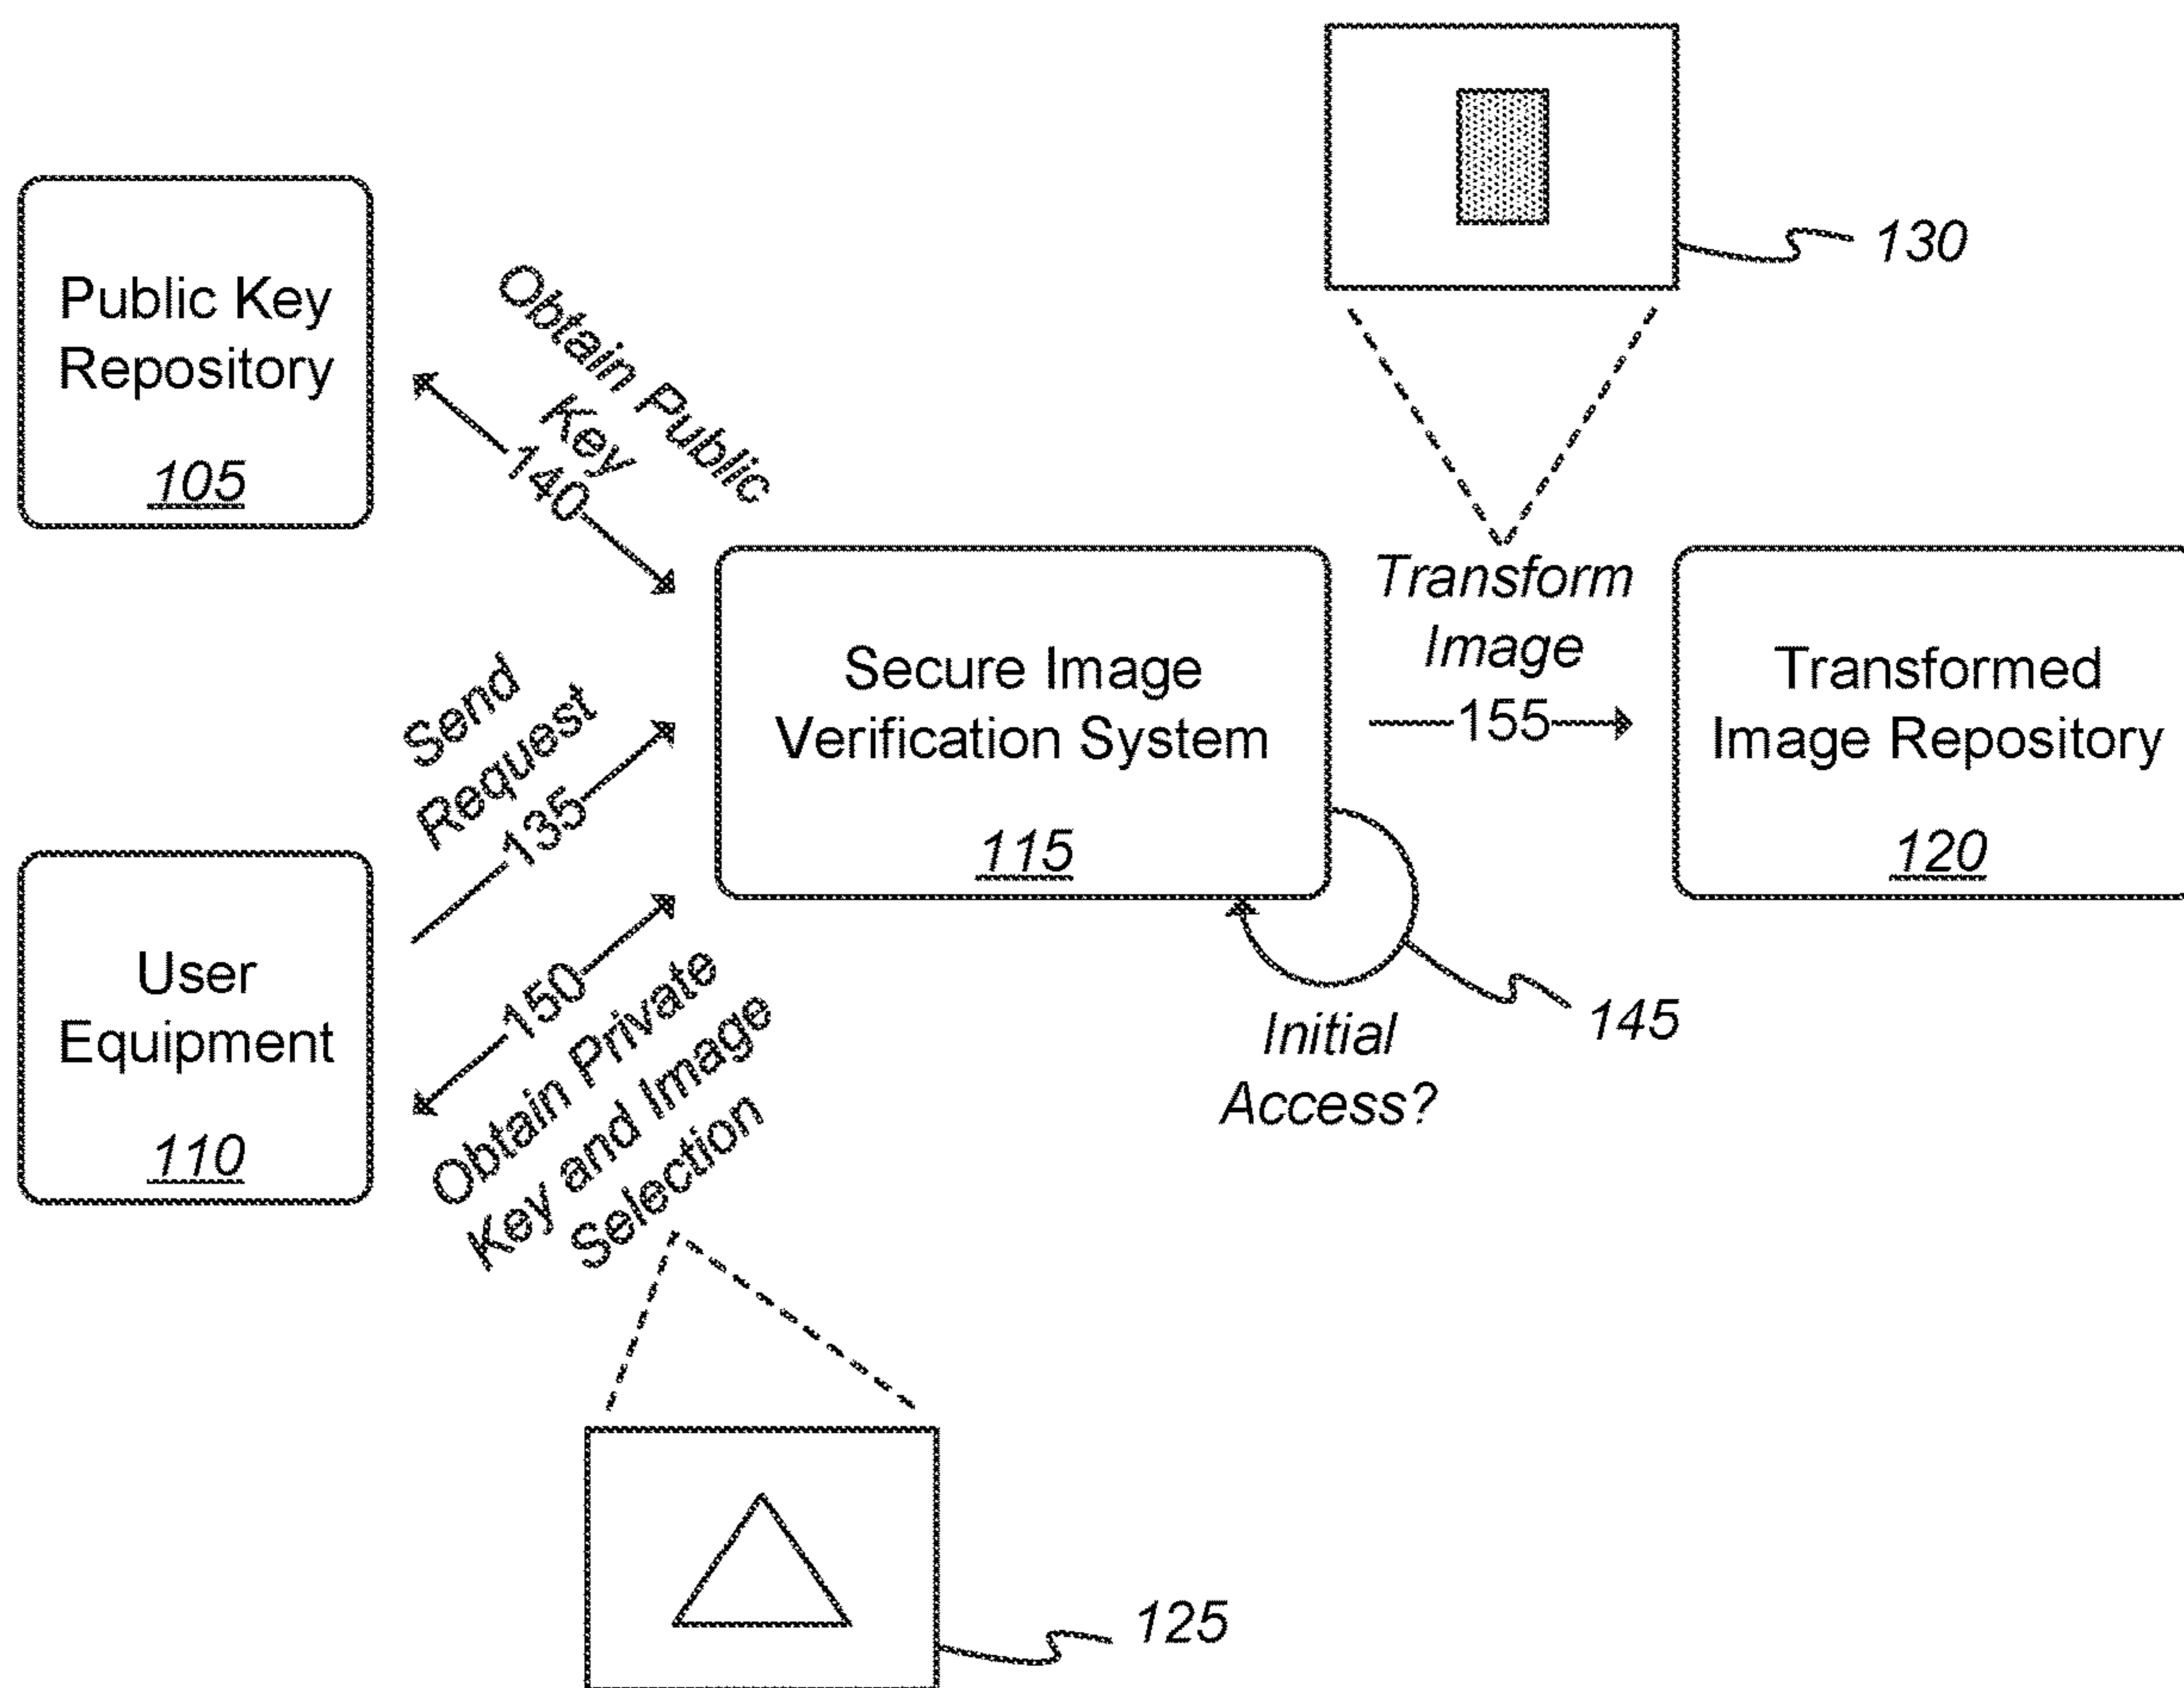 130
Public Key
Repository
105
Obtain Public
Key
140
Transform
Image
155
Secure Image
Verification System
115
Transformed
Image Repository
120
Send
Request
135
User
Equipment
110
150
Obtain Private
Key and Image
Selection
145
Initial
Access?
125